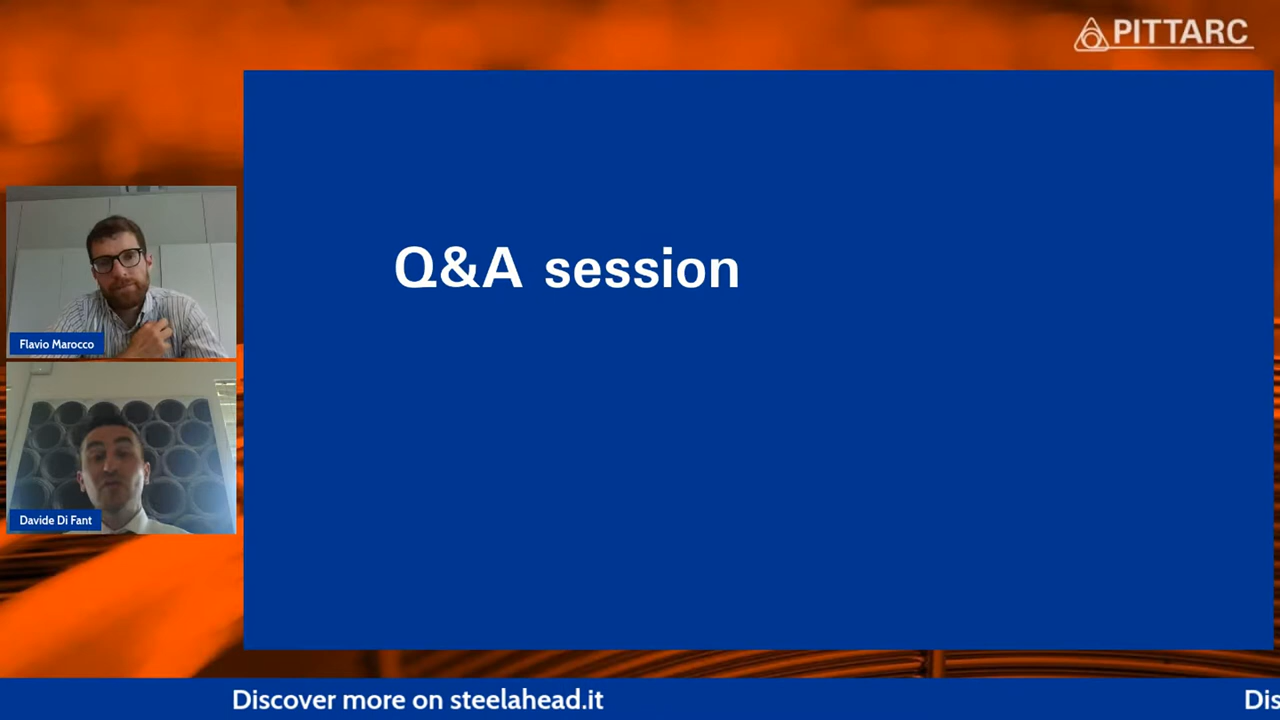 PITTARC
Q&A session
Flavio Marocco
Davide Di Fant
Discover more on steelahead.it
Dis